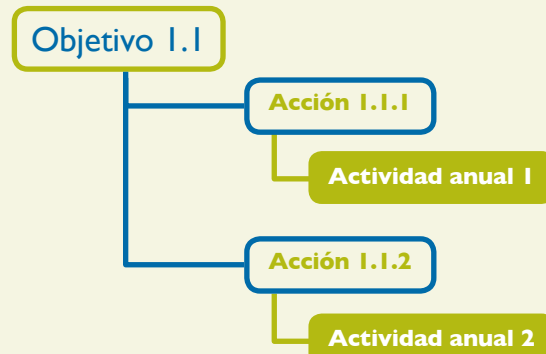 Objetivo 1.1
Acción 1.1.1
Actividad anual 1
Acción 1.1.2
Actividad anual 2